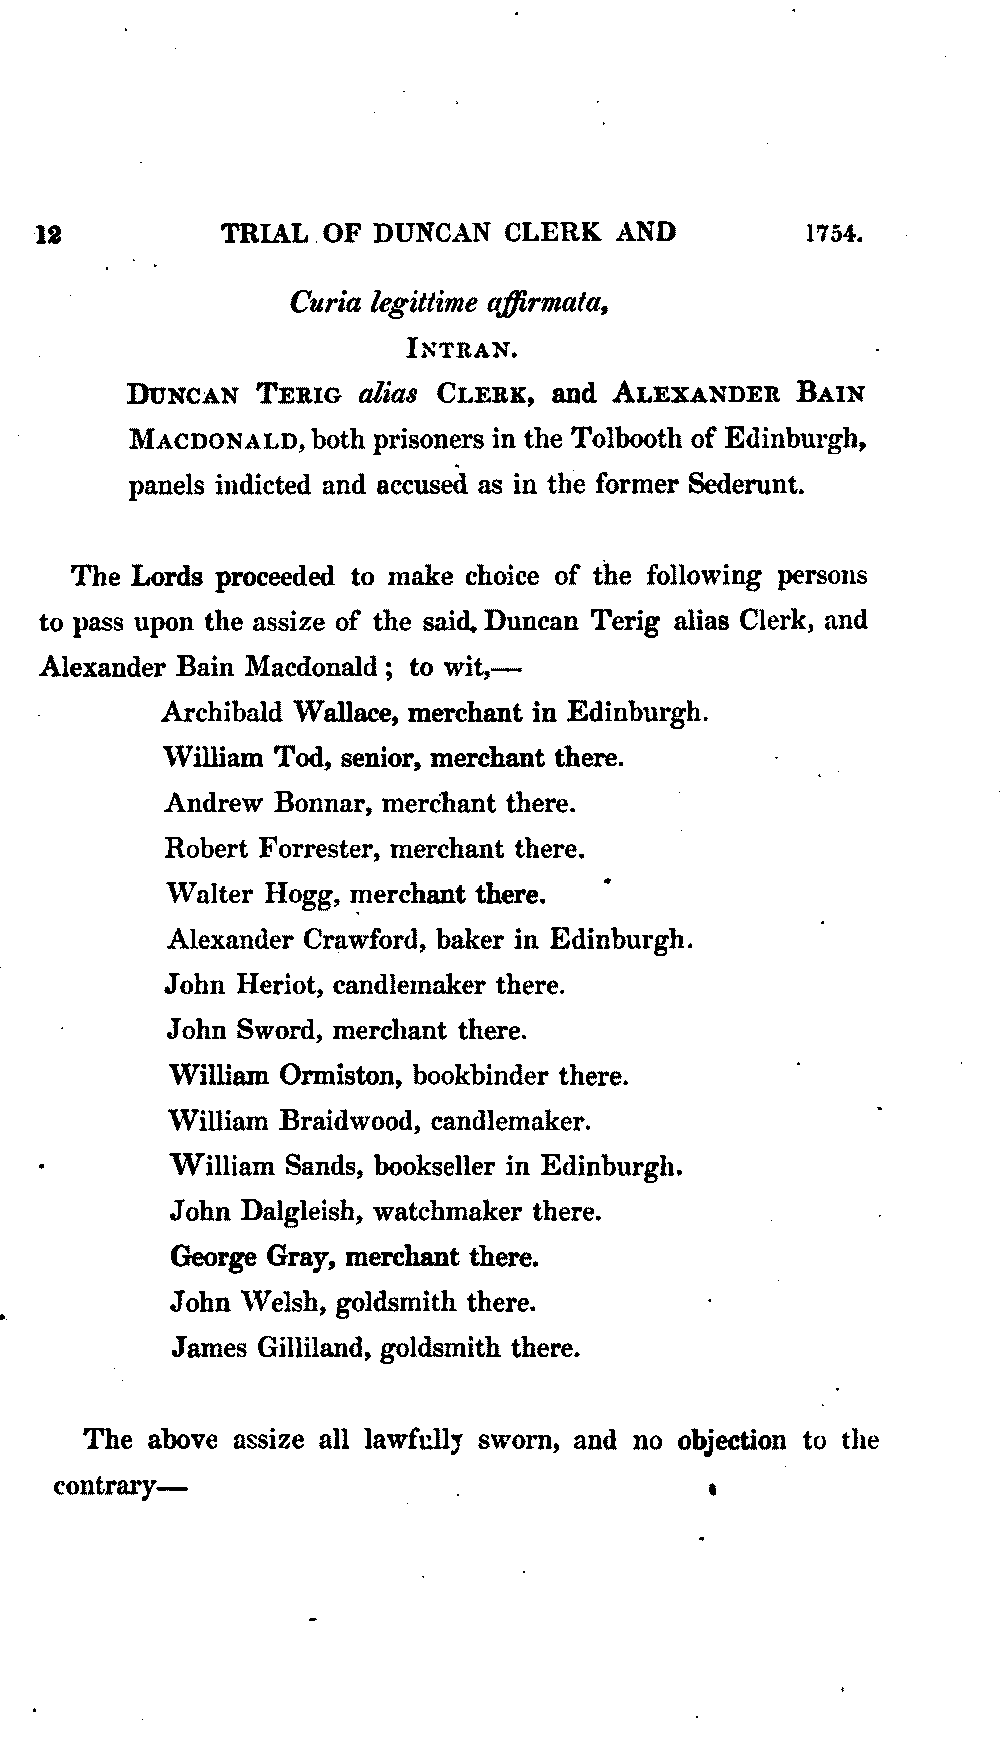 12 TRIAL OF DUNCAN CLERK AND 1754.
Curia legittime affirmata,
INTRAN.
DUNCAN TERIG alias CLERK, and ALEXANDER BAIN
MACDONALD, both prisoners in the Tolbooth of Edinburgh,
panels indicted and accused as in the former Sederunt.
The Lords proceeded to make choice of the following persons
to pass upon the assize of the said, Duncan Terig alias Clerk, and
Alexander Bain Macdonald ; to wit,—
Archibald Wallace, merchant in Edinburgh.
William Tod, senior, merchant there.
Andrew Bonnar, merchant there.
Robert Forrester, merchant there.
Walter Hogg, merchant there.
Alexander Crawford, baker in Edinburgh.
John Heriot, candlemaker there.
John Sword, merchant there.
William Ormiston, bookbinder there.
William Braidwood, candlemaker.
William Sands, bookseller in Edinburgh.
John Dalgleish, watchmaker there.
George Gray, merchant there.
John Welsh, goldsmith there.
James Gilliland, goldsmith there.
The above assize all lawfully sworn, and no objection to the
contrary—